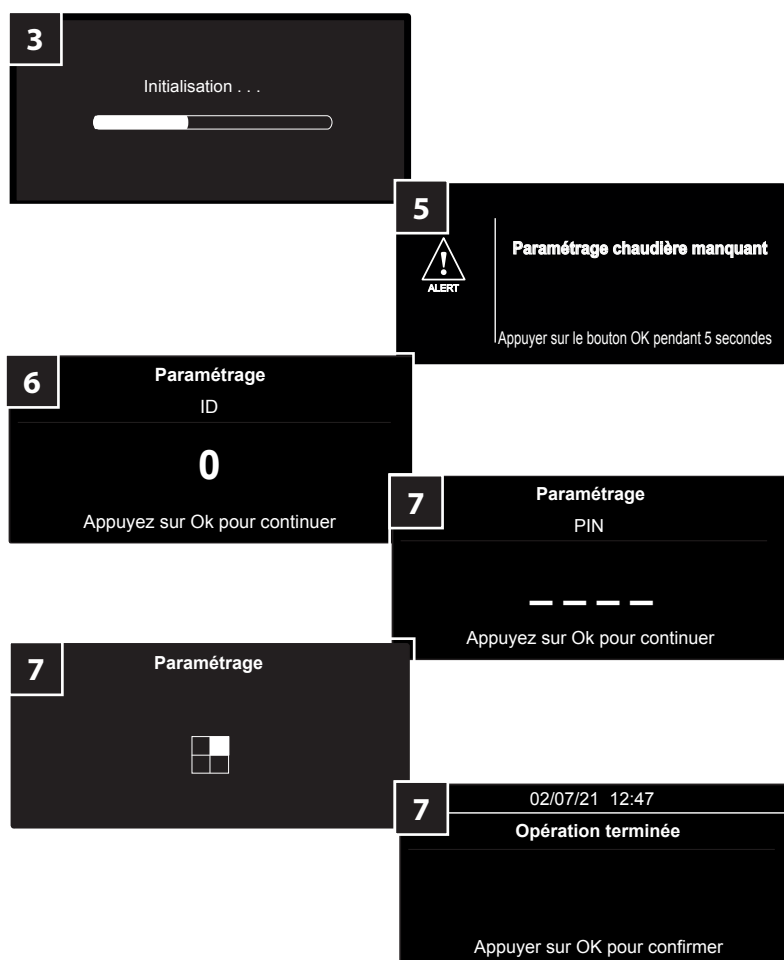 3
Initialisation . . .
5
ALERT
Paramétrage chaudière manquant
Appuyer sur le bouton OK pendant 5 secondes
6
Paramétrage
ID
0
Appuyez sur Ok pour continuer
7
Paramétrage
PIN
_ _ _ _
Appuyez sur Ok pour continuer
7
Paramétrage
7
02/07/21 12:47
Opération terminée
Appuyer sur OK pour confirmer